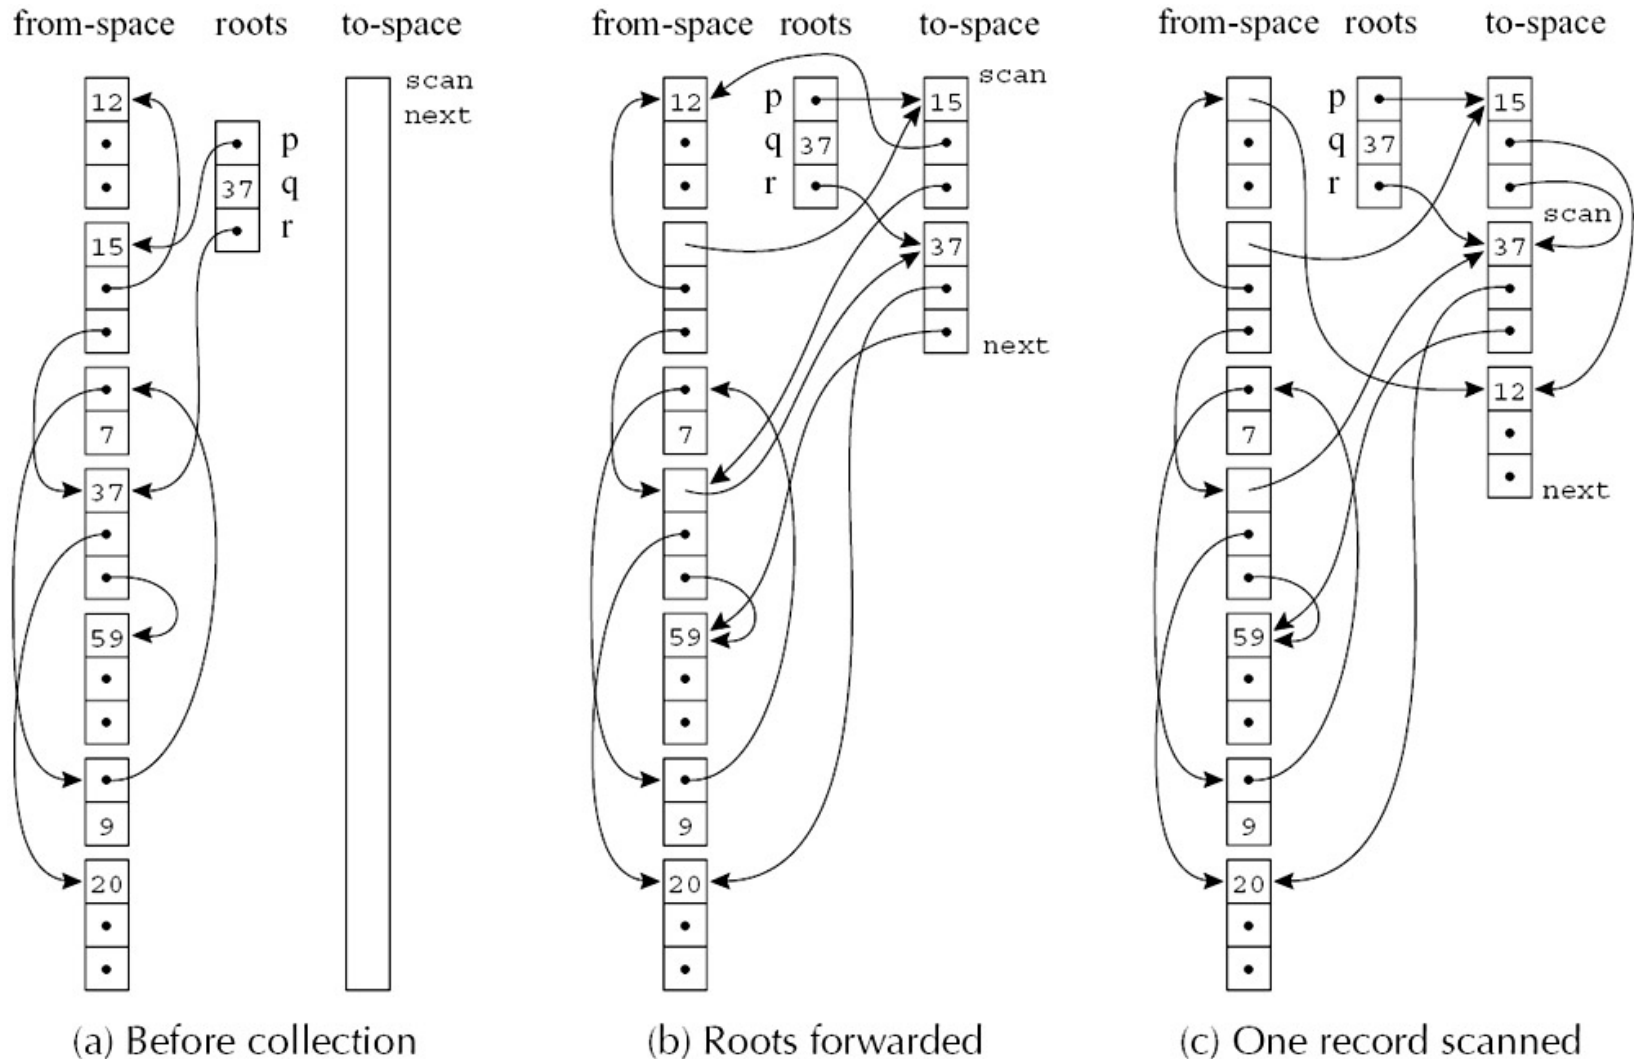 from-space roots to-space
scan
next
12
p
37 q
r
15
7
37
59
9
20
(a) Before collection
from-space roots to-space
scan
12 p 15
q 37
r
37
next
7
59
9
20
(b) Roots forwarded
from-space roots to-space
p 15
q 37
r
scan
37
7
12
next
59
9
20
(c) One record scanned